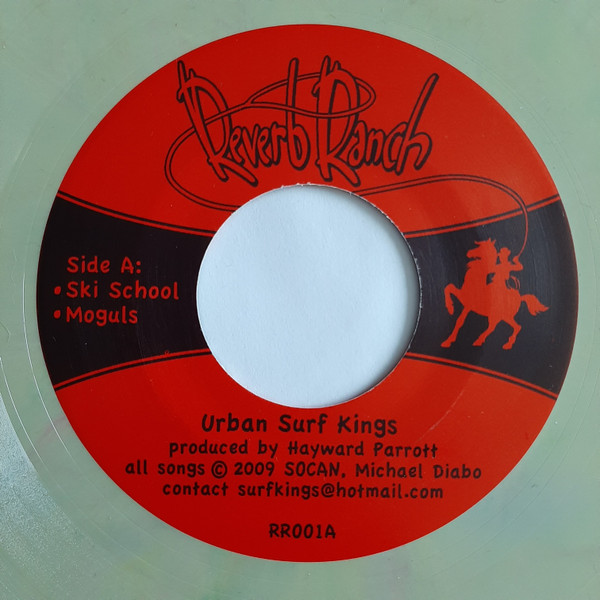 Reverb Ranch
Side A:
• Ski School
• Moguls
Urban Surf Kings
produced by Hayward Parrott
all songs © 2009 SOCAN, Michael Diabo
contact surfkings@hotmail.com
RR001A